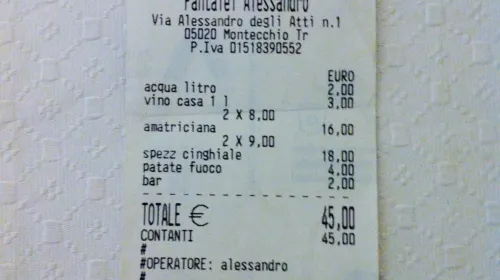 Pantalei Alessandro
Via Alessandro degli Atti n.1
05020 Montecchio Tr
P.Iva 01518390552
EURO
acqua litro 2,00
vino casa 1 l 3,00
2 X 8,00
amatriciana 16,00
2 X 9,00
spezz cinghiale 18,00
patate fuoco 4,00
bar 2,00
TOTALE € 45,00
CONTANTI 45,00
#
#OPERATORE: alessandro
#